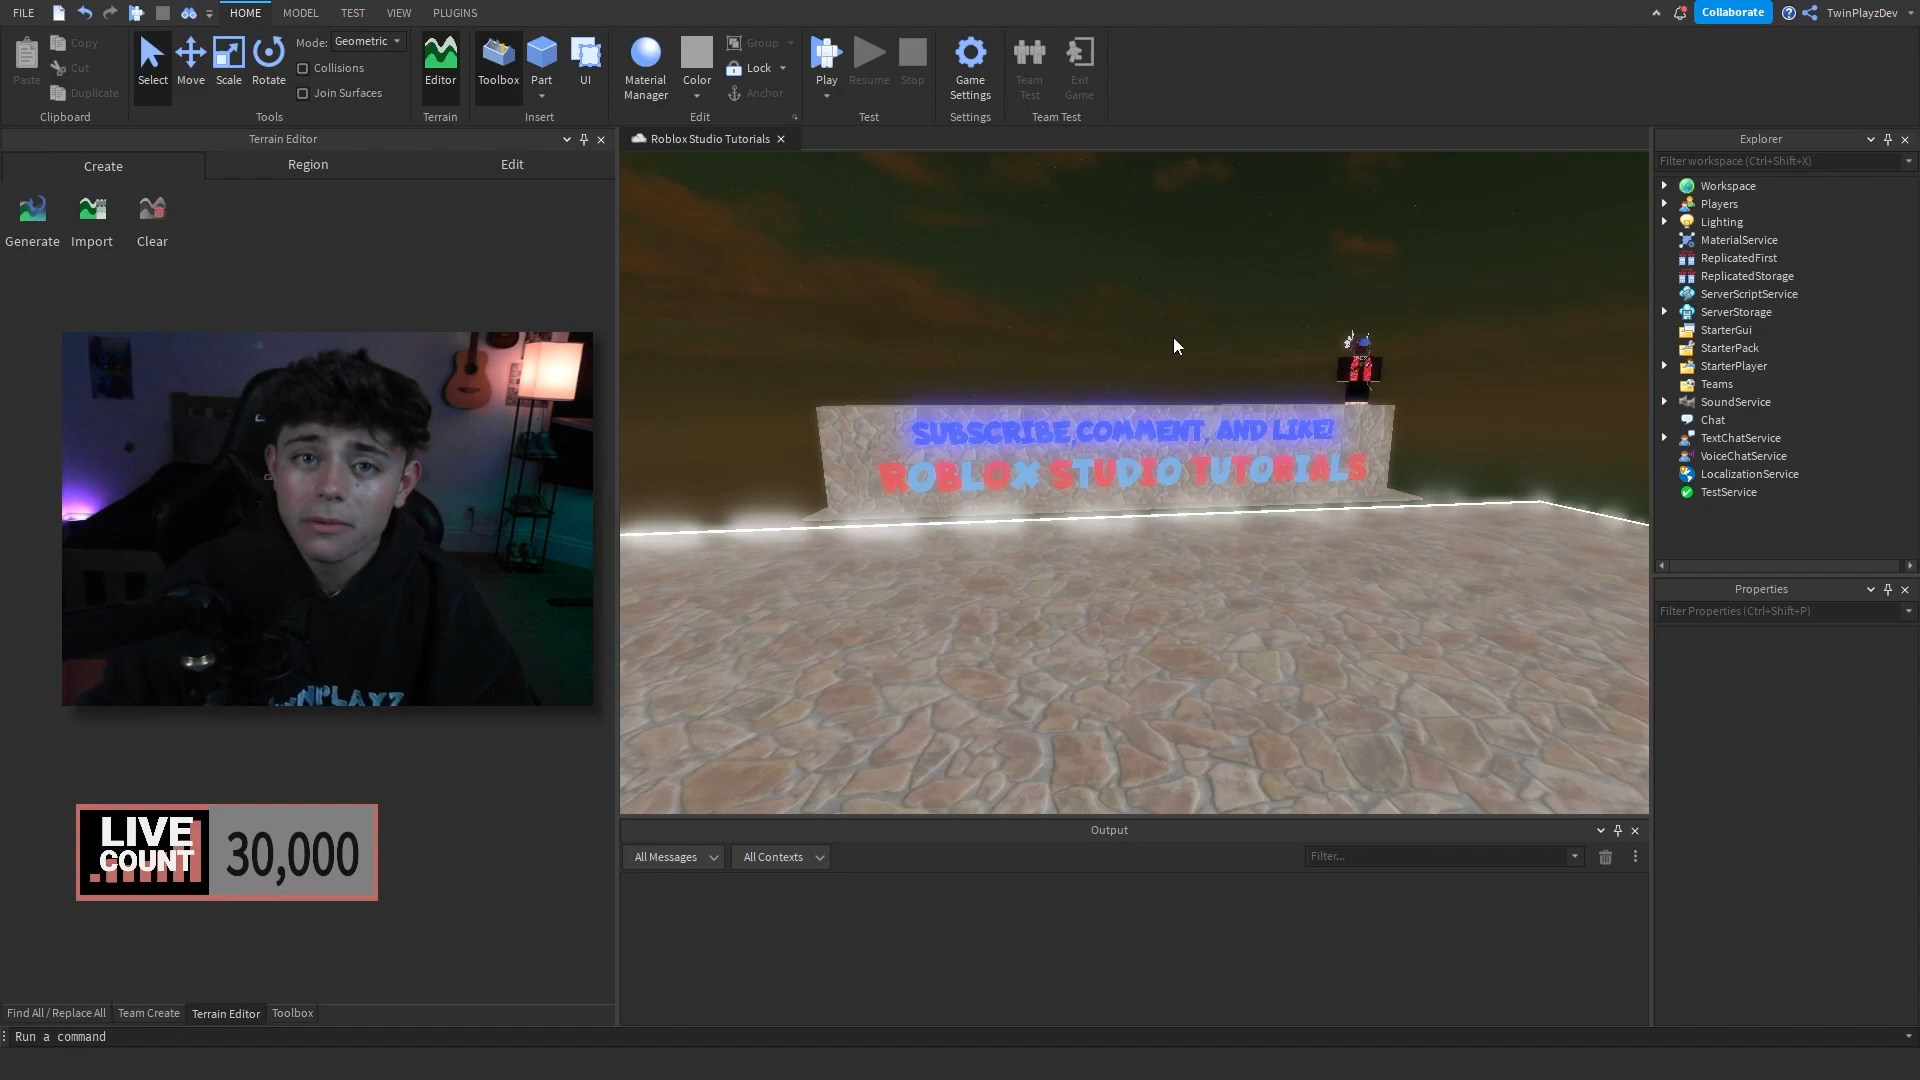 FILE
HOME
MODEL
TEST
VIEW
PLUGINS
Collaborate
TwinPlayzDev
Paste
Copy
Cut
Duplicate
Clipboard
Select
Move
Scale
Rotate
Mode: Geometric
Collisions
Join Surfaces
Tools
Editor
Terrain
Toolbox
Part
UI
Insert
Material
Manager
Color
Group
Lock
Anchor
Edit
Play
Resume
Stop
Test
Game
Settings
Settings
Team
Test
Exit
Game
Team Test
Terrain Editor
Create
Region
Edit
Generate
Import
Clear
LIVE
COUNT
30,000
Find All / Replace All
Team Create
Terrain Editor
Toolbox
Run a command
Roblox Studio Tutorials
SUBSCRIBE,COMMENT, AND LIKE!
ROBLOX STUDIO TUTORIALS
Output
All Messages
All Contexts
Filter...
Explorer
Filter workspace (Ctrl+Shift+X)
Workspace
Players
Lighting
MaterialService
ReplicatedFirst
ReplicatedStorage
ServerScriptService
ServerStorage
StarterGui
StarterPack
StarterPlayer
Teams
SoundService
Chat
TextChatService
VoiceChatService
LocalizationService
TestService
Properties
Filter Properties (Ctrl+Shift+P)